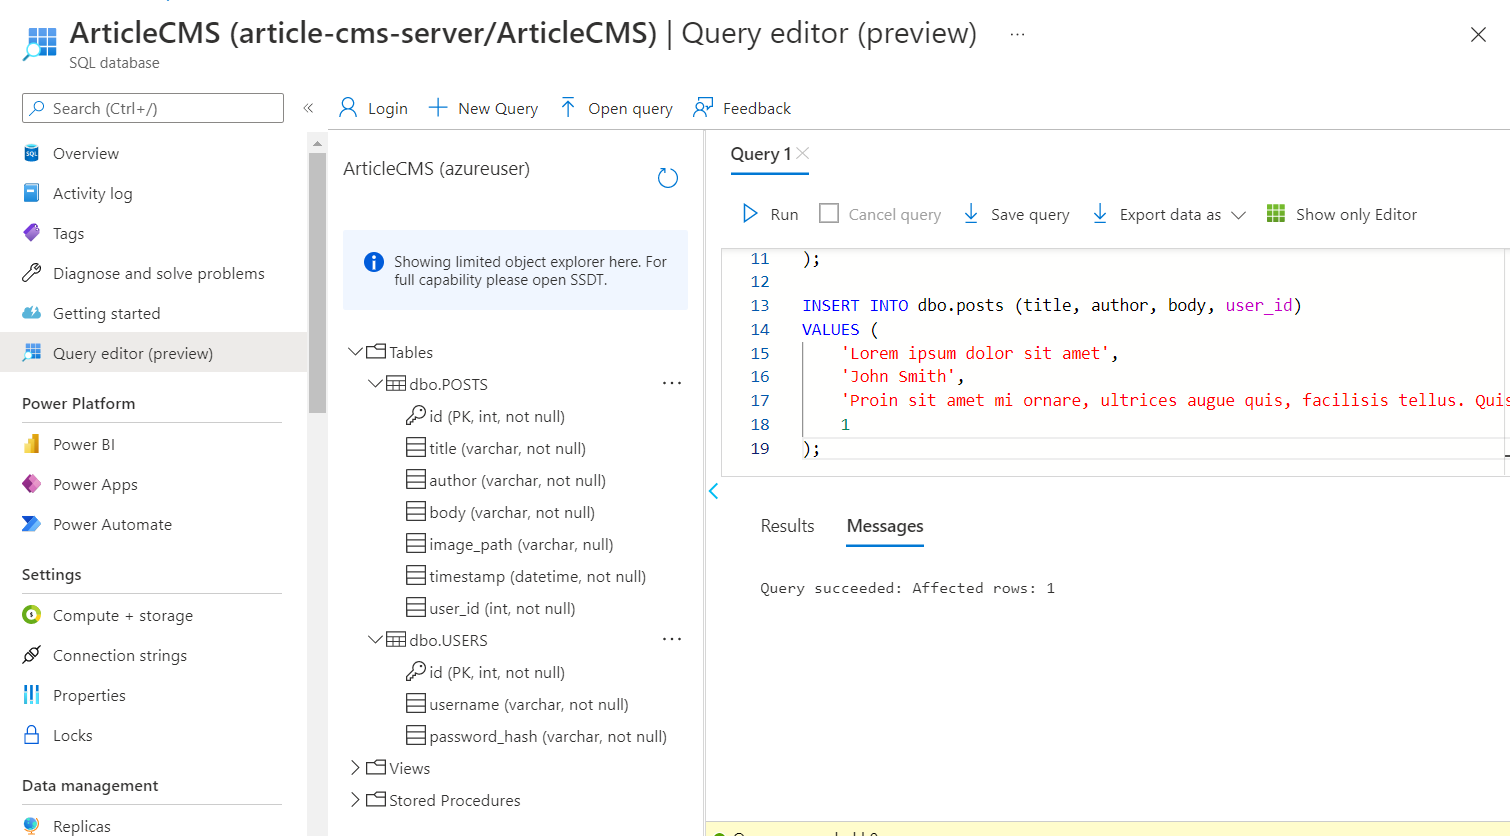 ArticleCMS (article-cms-server/ArticleCMS) | Query editor (preview) ...
SQL database
Search (Ctrl+/)
«
Login
New Query
Open query
Feedback
Overview
Activity log
Tags
Diagnose and solve problems
Getting started
Query editor (preview)
Power Platform
Power BI
Power Apps
Power Automate
Settings
Compute + storage
Connection strings
Properties
Locks
Data management
Replicas
ArticleCMS (azureuser)
Showing limited object explorer here. For
full capability please open SSDT.
Tables
dbo.POSTS ...
id (PK, int, not null)
title (varchar, not null)
author (varchar, not null)
body (varchar, not null)
image_path (varchar, null)
timestamp (datetime, not null)
user_id (int, not null)
dbo.USERS ...
id (PK, int, not null)
username (varchar, not null)
password_hash (varchar, not null)
Views
Stored Procedures
Query 1
Run
Cancel query
Save query
Export data as
Show only Editor
11 );
12
13 INSERT INTO dbo.posts (title, author, body, user_id)
14 VALUES (
15 'Lorem ipsum dolor sit amet',
16 'John Smith',
17 'Proin sit amet mi ornare, ultrices augue quis, facilisis tellus. Quis
18 1
19 );
Results
Messages
Query succeeded: Affected rows: 1